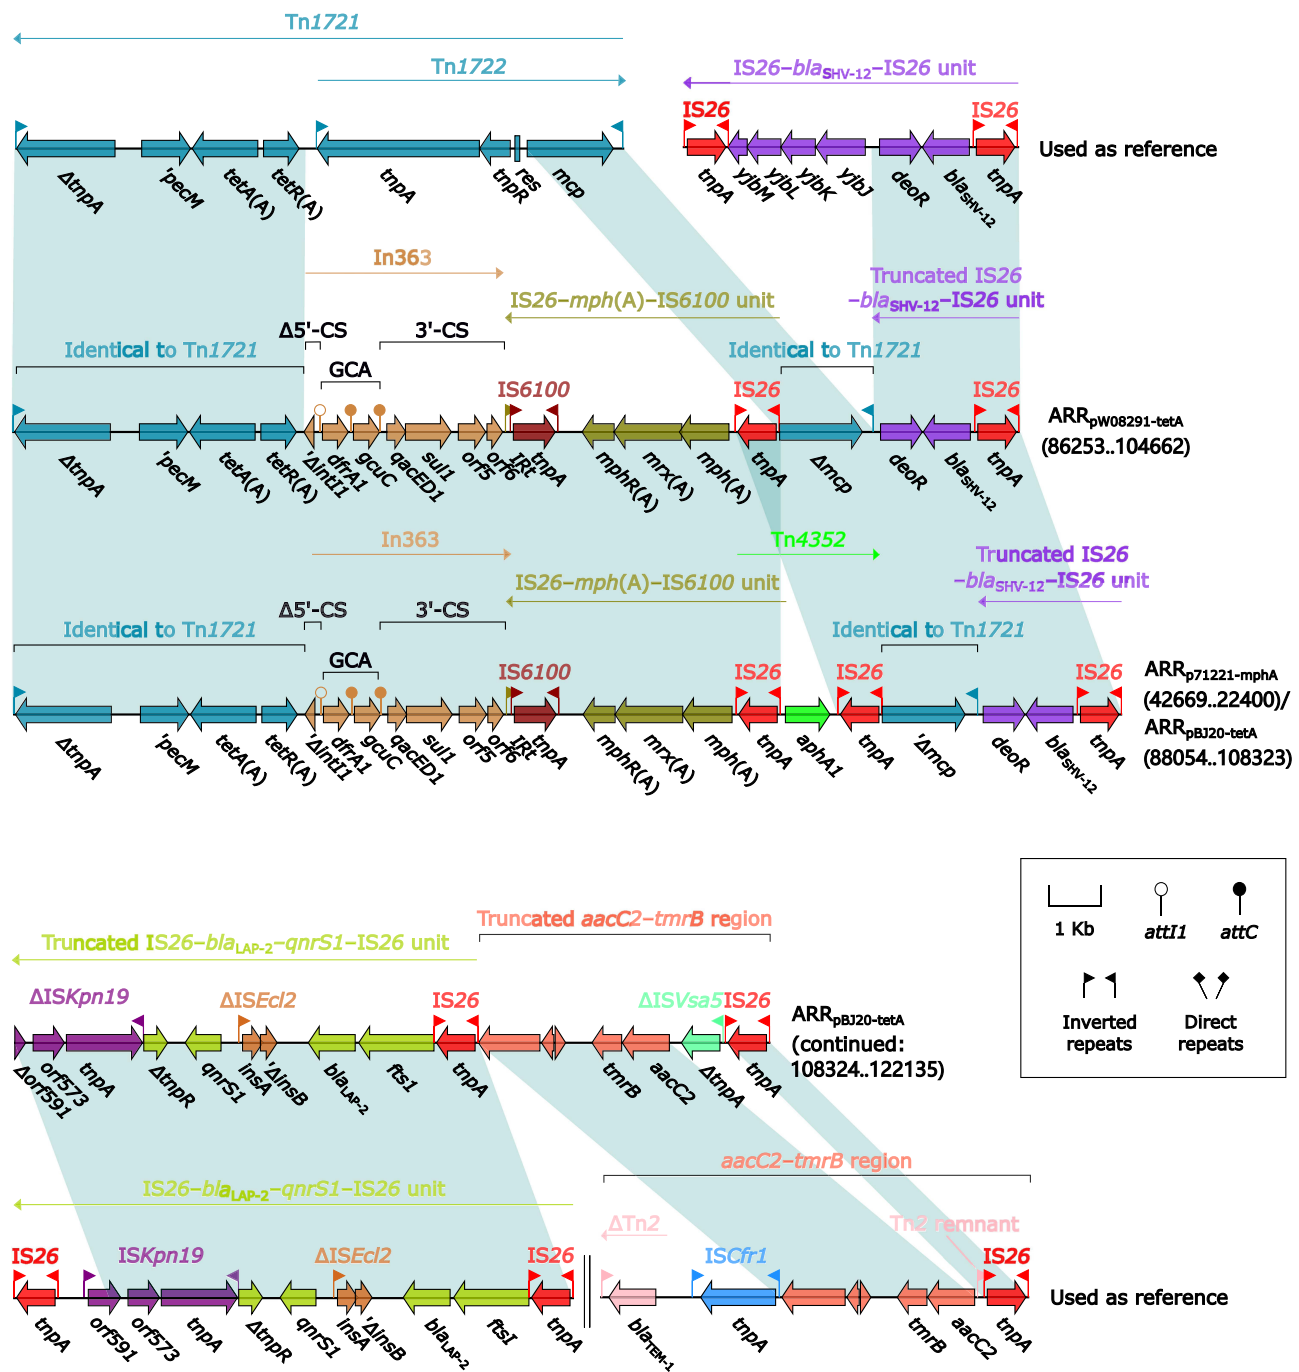 Tn1721
Tn1722
IS26–blaSHV-12–IS26 unit
IS26 IS26
Used as reference
ΔtnpA 'pecM tetA(A) tetR(A) tnpA tnpR res mcp tnpA yjbM yjbL yjbK yjbJ deoR blaSHV-12 tnpA
In363
Truncated IS26
–blaSHV-12–IS26 unit
IS26–mph(A)–IS6100 unit
Δ5'-CS 3'-CS
Identical to Tn1721 GCA Identical to Tn1721
IS6100 IS26 IS26
ARRpW08291-tetA
(86253..104662)
ΔtnpA 'pecM tetA(A) tetR(A) 'ΔintI1 dfrA1 gcuC qacED1 sul1 orf5 orf6 IRt tnpA mphR(A) mrx(A) mph(A) tnpA Δmcp deoR blaSHV-12 tnpA
In363 Tn4352
Truncated IS26
–blaSHV-12–IS26 unit
IS26–mph(A)–IS6100 unit
Δ5'-CS 3'-CS
Identical to Tn1721 GCA Identical to Tn1721
IS6100 IS26 IS26 IS26
ARRp71221-mphA
(42669..22400)/
ARRpBJ20-tetA
(88054..108323)
ΔtnpA 'pecM tetA(A) tetR(A) 'ΔintI1 dfrA1 gcuC qacED1 sul1 orf5 orf6 IRt tnpA mphR(A) mrx(A) mph(A) tnpA aphA1 tnpA 'Δmcp deoR blaSHV-12 tnpA
1 Kb attI1 attC
Inverted
repeats
Direct
repeats
Truncated aacC2–tmrB region
Truncated IS26–blaLAP-2–qnrS1–IS26 unit
ΔISKpn19 ΔISEcl2 IS26 ΔISVsa5 IS26
ARRpBJ20-tetA
(continued:
108324..122135)
Δorf591 orf573 tnpA ΔtnpR qnrS1 insA 'ΔinsB blaLAP-2 fts1 tnpA tmrB aacC2 ΔtnpA tnpA
aacC2–tmrB region
IS26–blaLAP-2–qnrS1–IS26 unit
ΔTn2 Tn2 remnant
IS26 ISKpn19 ΔISEcl2 IS26 ISCfr1 IS26
Used as reference
tnpA orf591 orf573 tnpA ΔtnpR qnrS1 insA 'ΔinsB blaLAP-2 ftsI tnpA blaTEM-1 tnpA tmrB aacC2 tnpA